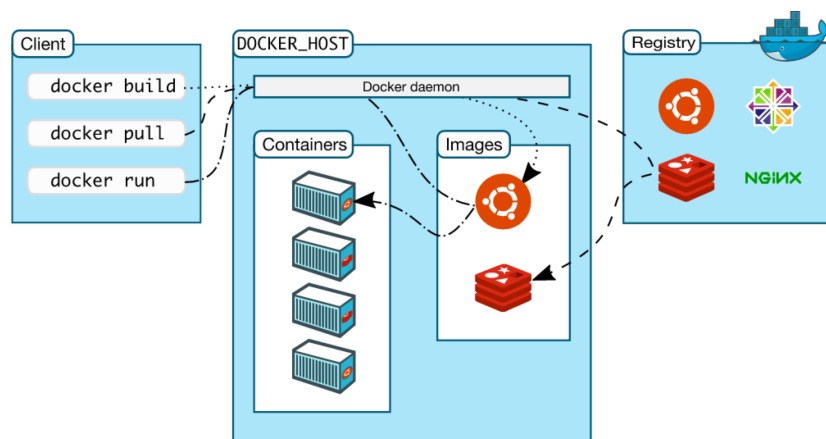 Client
docker build
docker pull
docker run
DOCKER_HOST
Docker daemon
Containers
Images
Registry
NGINX